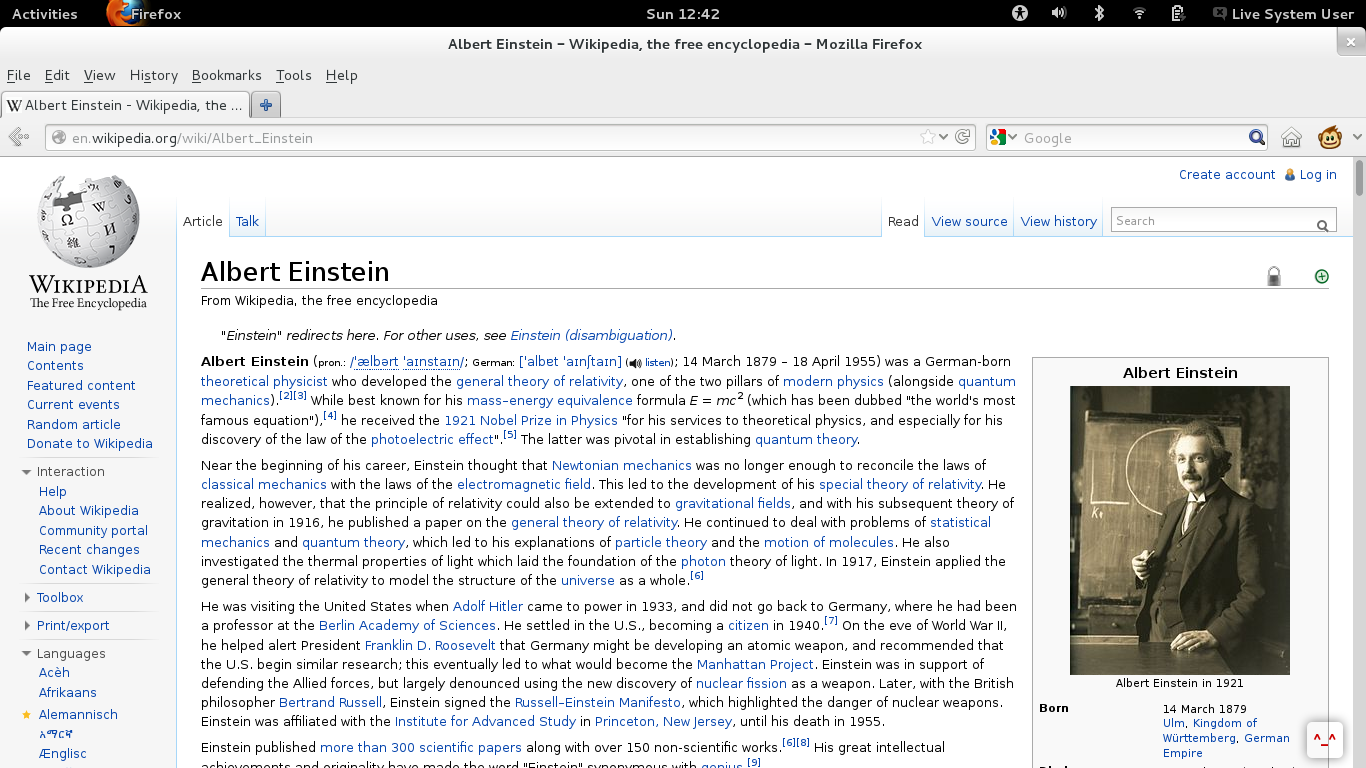 Activities Firefox Sun 12:42 Live System User
Albert Einstein – Wikipedia, the free encyclopedia – Mozilla Firefox
File Edit View History Bookmarks Tools Help
Albert Einstein - Wikipedia, the ...
en.wikipedia.org/wiki/Albert_Einstein Google
Create account Log in
Article Talk Read View source View history Search
WIKIPEDIA
The Free Encyclopedia
Main page
Contents
Featured content
Current events
Random article
Donate to Wikipedia
Interaction
Help
About Wikipedia
Community portal
Recent changes
Contact Wikipedia
Toolbox
Print/export
Languages
Acèh
Afrikaans
Alemannisch
አማርኛ
Ænglisc
Albert Einstein
From Wikipedia, the free encyclopedia
"Einstein" redirects here. For other uses, see Einstein (disambiguation).
Albert Einstein (pron.: /ˈælbərt ˈaɪnstaɪn/; German: [ˈalbɐt ˈaɪnʃtaɪn] (listen); 14 March 1879 – 18 April 1955) was a German-born
theoretical physicist who developed the general theory of relativity, one of the two pillars of modern physics (alongside quantum
mechanics).[2][3] While best known for his mass–energy equivalence formula E = mc2 (which has been dubbed "the world's most
famous equation"),[4] he received the 1921 Nobel Prize in Physics "for his services to theoretical physics, and especially for his
discovery of the law of the photoelectric effect".[5] The latter was pivotal in establishing quantum theory.
Near the beginning of his career, Einstein thought that Newtonian mechanics was no longer enough to reconcile the laws of
classical mechanics with the laws of the electromagnetic field. This led to the development of his special theory of relativity. He
realized, however, that the principle of relativity could also be extended to gravitational fields, and with his subsequent theory of
gravitation in 1916, he published a paper on the general theory of relativity. He continued to deal with problems of statistical
mechanics and quantum theory, which led to his explanations of particle theory and the motion of molecules. He also
investigated the thermal properties of light which laid the foundation of the photon theory of light. In 1917, Einstein applied the
general theory of relativity to model the structure of the universe as a whole.[6]
He was visiting the United States when Adolf Hitler came to power in 1933, and did not go back to Germany, where he had been
a professor at the Berlin Academy of Sciences. He settled in the U.S., becoming a citizen in 1940.[7] On the eve of World War II,
he helped alert President Franklin D. Roosevelt that Germany might be developing an atomic weapon, and recommended that
the U.S. begin similar research; this eventually led to what would become the Manhattan Project. Einstein was in support of
defending the Allied forces, but largely denounced using the new discovery of nuclear fission as a weapon. Later, with the British
philosopher Bertrand Russell, Einstein signed the Russell–Einstein Manifesto, which highlighted the danger of nuclear weapons.
Einstein was affiliated with the Institute for Advanced Study in Princeton, New Jersey, until his death in 1955.
Einstein published more than 300 scientific papers along with over 150 non-scientific works.[6][8] His great intellectual
achievements and originality have made the word "Einstein" synonymous with genius.[9]
Albert Einstein
Albert Einstein in 1921
Born 14 March 1879
Ulm, Kingdom of
Württemberg, German
Empire
^_^